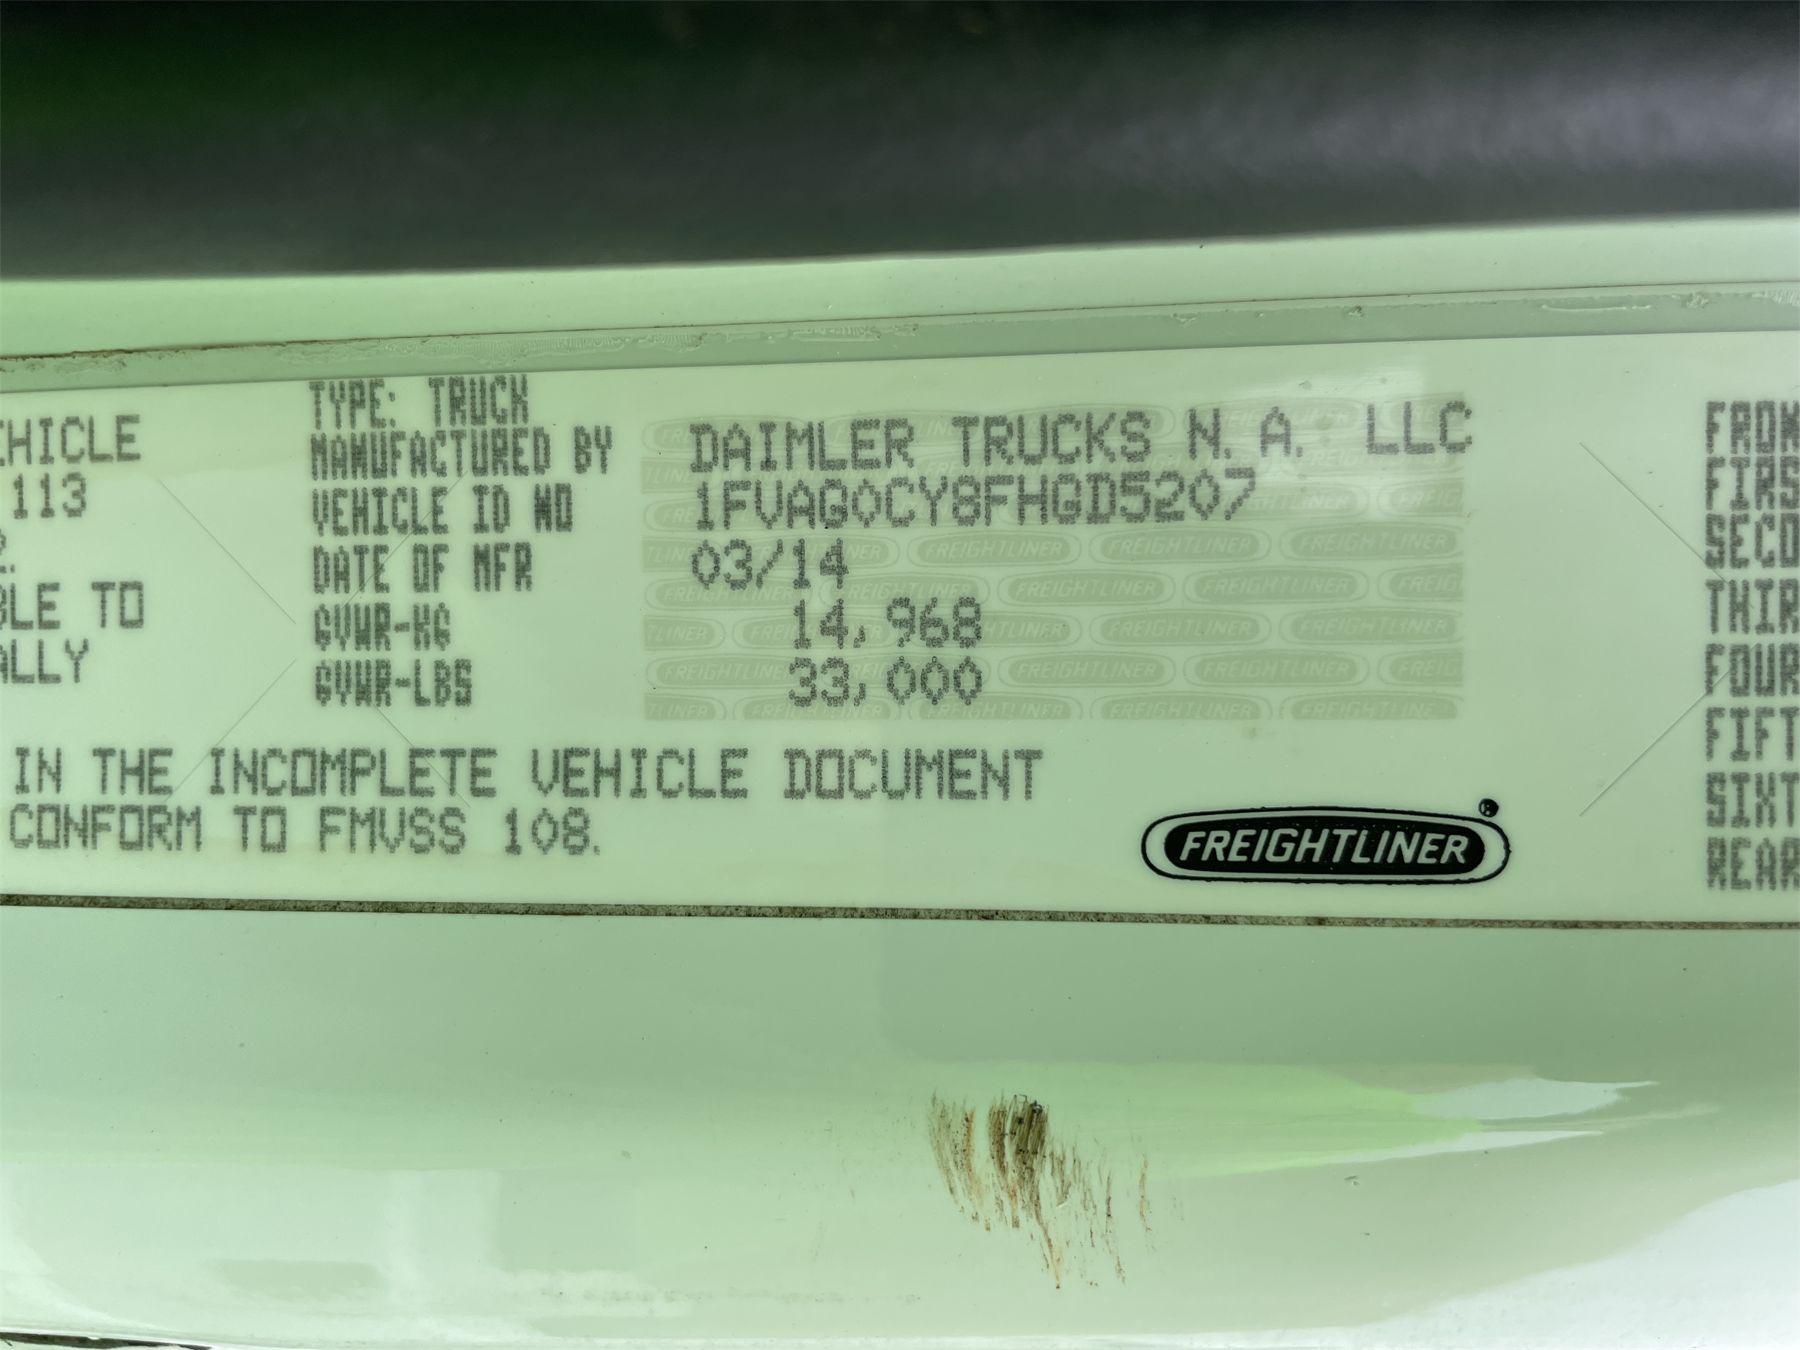 TYPE: TRUCK
MANUFACTURED BY DAIMLER TRUCKS N. A. LLC
VEHICLE ID NO 1FVAG0CY8FHGD5207
DATE OF MFR 03/14
GVWR-KG 14,968
GVWR-LBS 33,000
HICLE
113
LE TO
ALLY
IN THE INCOMPLETE VEHICLE DOCUMENT
CONFORM TO FMVSS 108.
FREIGHTLINER
FRON
FIRS
SECO
THIR
FOUR
FIFT
SIXT
REAR